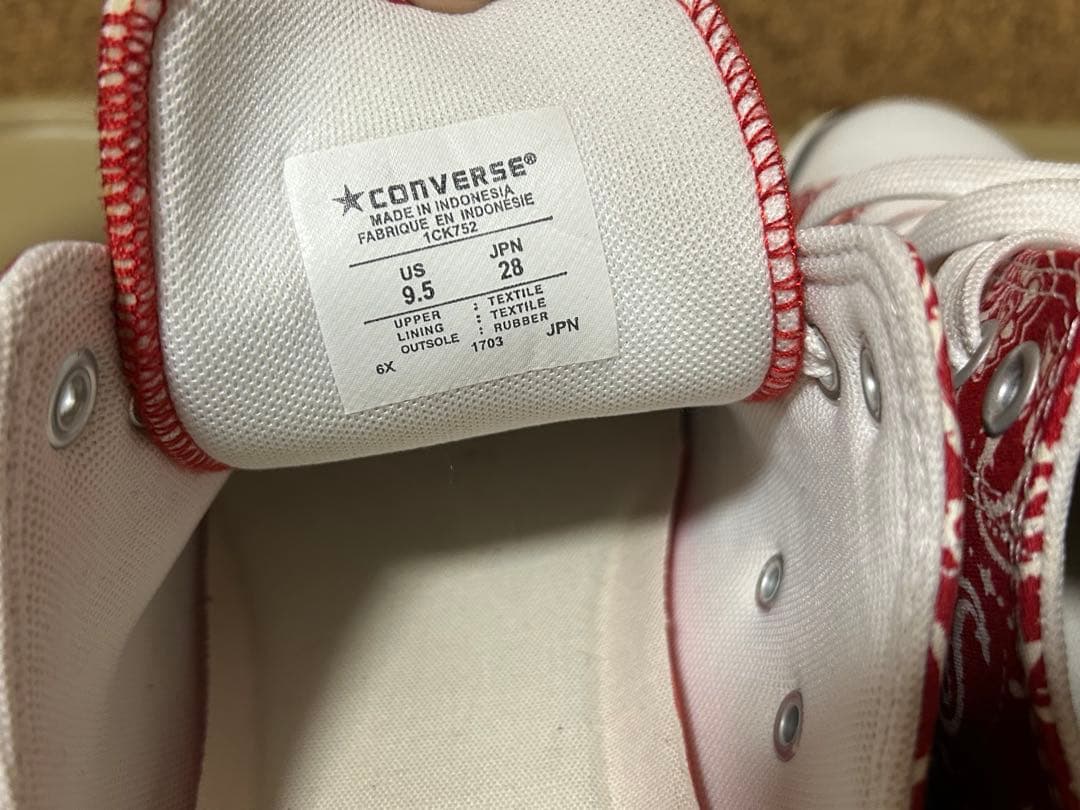 ★CONVERSE®
MADE IN INDONESIA
FABRIQUE EN INDONÉSIE
1CK752
US JPN
9.5 28
UPPER : TEXTILE
LINING : TEXTILE
OUTSOLE : RUBBER
6X 1703 JPN